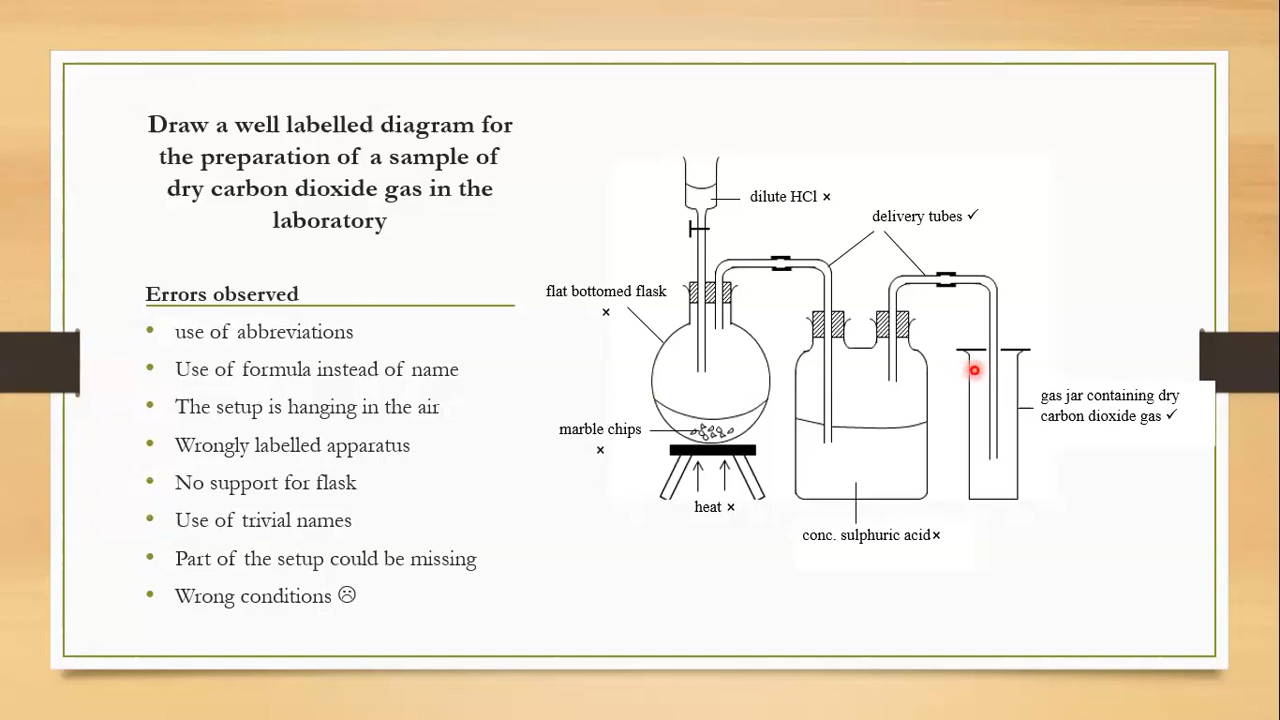 Draw a well labelled diagram for
the preparation of a sample of
dry carbon dioxide gas in the
laboratory
Errors observed
• use of abbreviations
• Use of formula instead of name
• The setup is hanging in the air
• Wrongly labelled apparatus
• No support for flask
• Use of trivial names
• Part of the setup could be missing
• Wrong conditions ☹
dilute HCl ×
delivery tubes ✓
flat bottomed flask
×
gas jar containing dry
carbon dioxide gas ✓
marble chips
×
heat ×
conc. sulphuric acid×